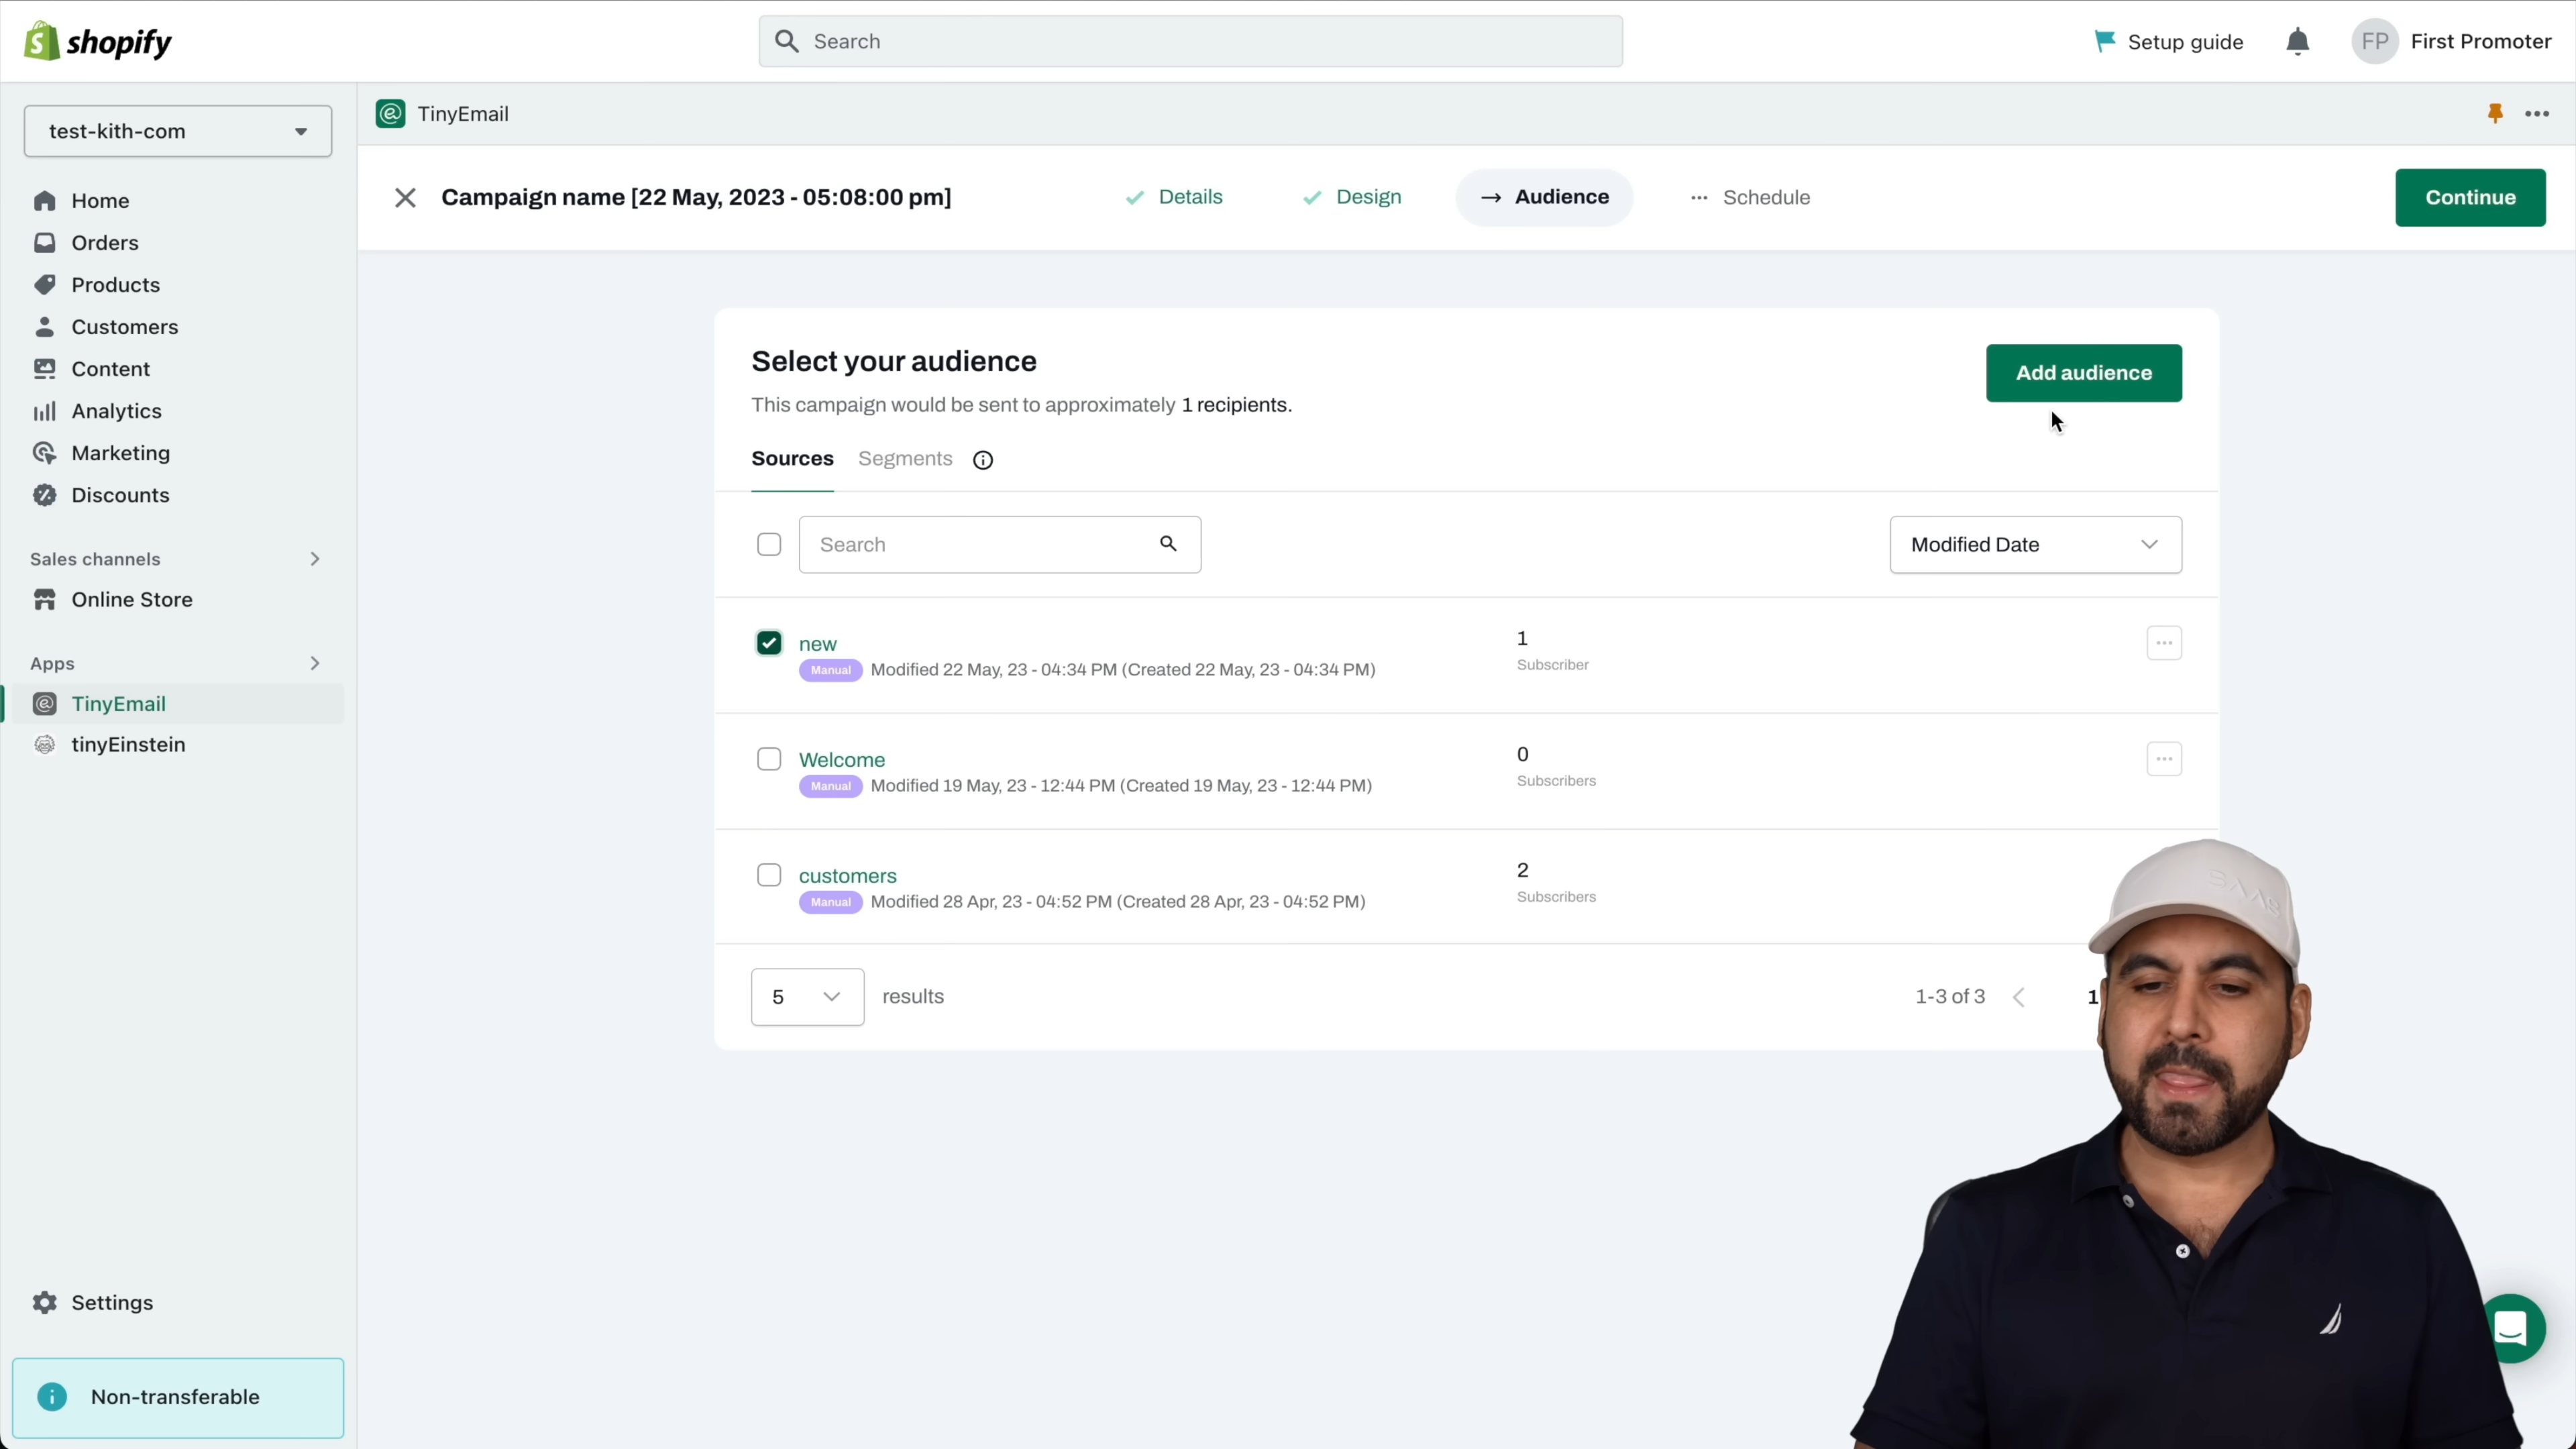 shopify
Search
Setup guide
FP
First Promoter
test-kith-com
Home
Orders
Products
Customers
Content
Analytics
Marketing
Discounts
Sales channels
Online Store
Apps
TinyEmail
tinyEinstein
Settings
Non-transferable
TinyEmail
Campaign name [22 May, 2023 - 05:08:00 pm]
Details
Design
Audience
Schedule
Continue
Select your audience
Add audience
This campaign would be sent to approximately 1 recipients.
Sources
Segments
Search
Modified Date
new
Manual Modified 22 May, 23 - 04:34 PM (Created 22 May, 23 - 04:34 PM)
1
Subscriber
Welcome
Manual Modified 19 May, 23 - 12:44 PM (Created 19 May, 23 - 12:44 PM)
0
Subscribers
customers
Manual Modified 28 Apr, 23 - 04:52 PM (Created 28 Apr, 23 - 04:52 PM)
2
Subscribers
5
results
1-3 of 3
1